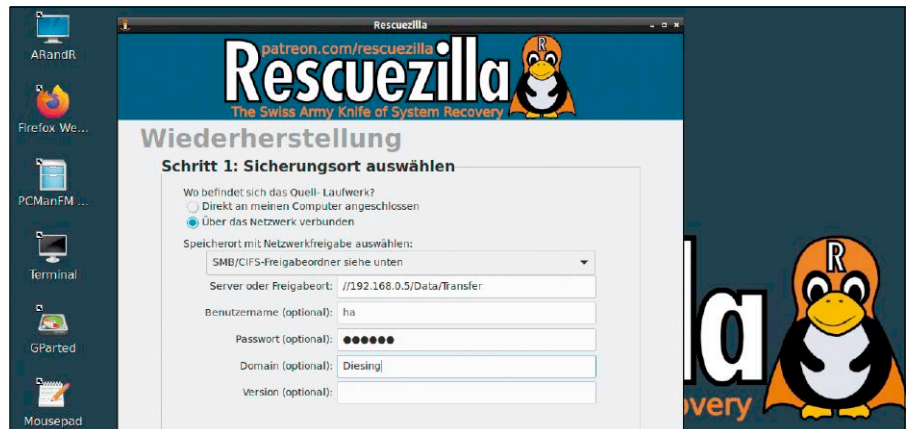 ARandR
Firefox We...
PCManFM ...
Terminal
GParted
Mousepad
Rescuezilla
patreon.com/rescuezilla
Rescuezilla
The Swiss Army Knife of System Recovery
R
Wiederherstellung
Schritt 1: Sicherungsort auswählen
Wo befindet sich das Quell- Laufwerk?
Direkt an meinen Computer angeschlossen
Über das Netzwerk verbunden
Speicherort mit Netzwerkfreigabe auswählen:
SMB/CIFS-Freigabeordner siehe unten
Server oder Freigabeort: //192.168.0.5/Data/Transfer
Benutzername (optional): ha
Passwort (optional): ●●●●●●
Domain (optional): Diesing
Version (optional):
R
la
overy